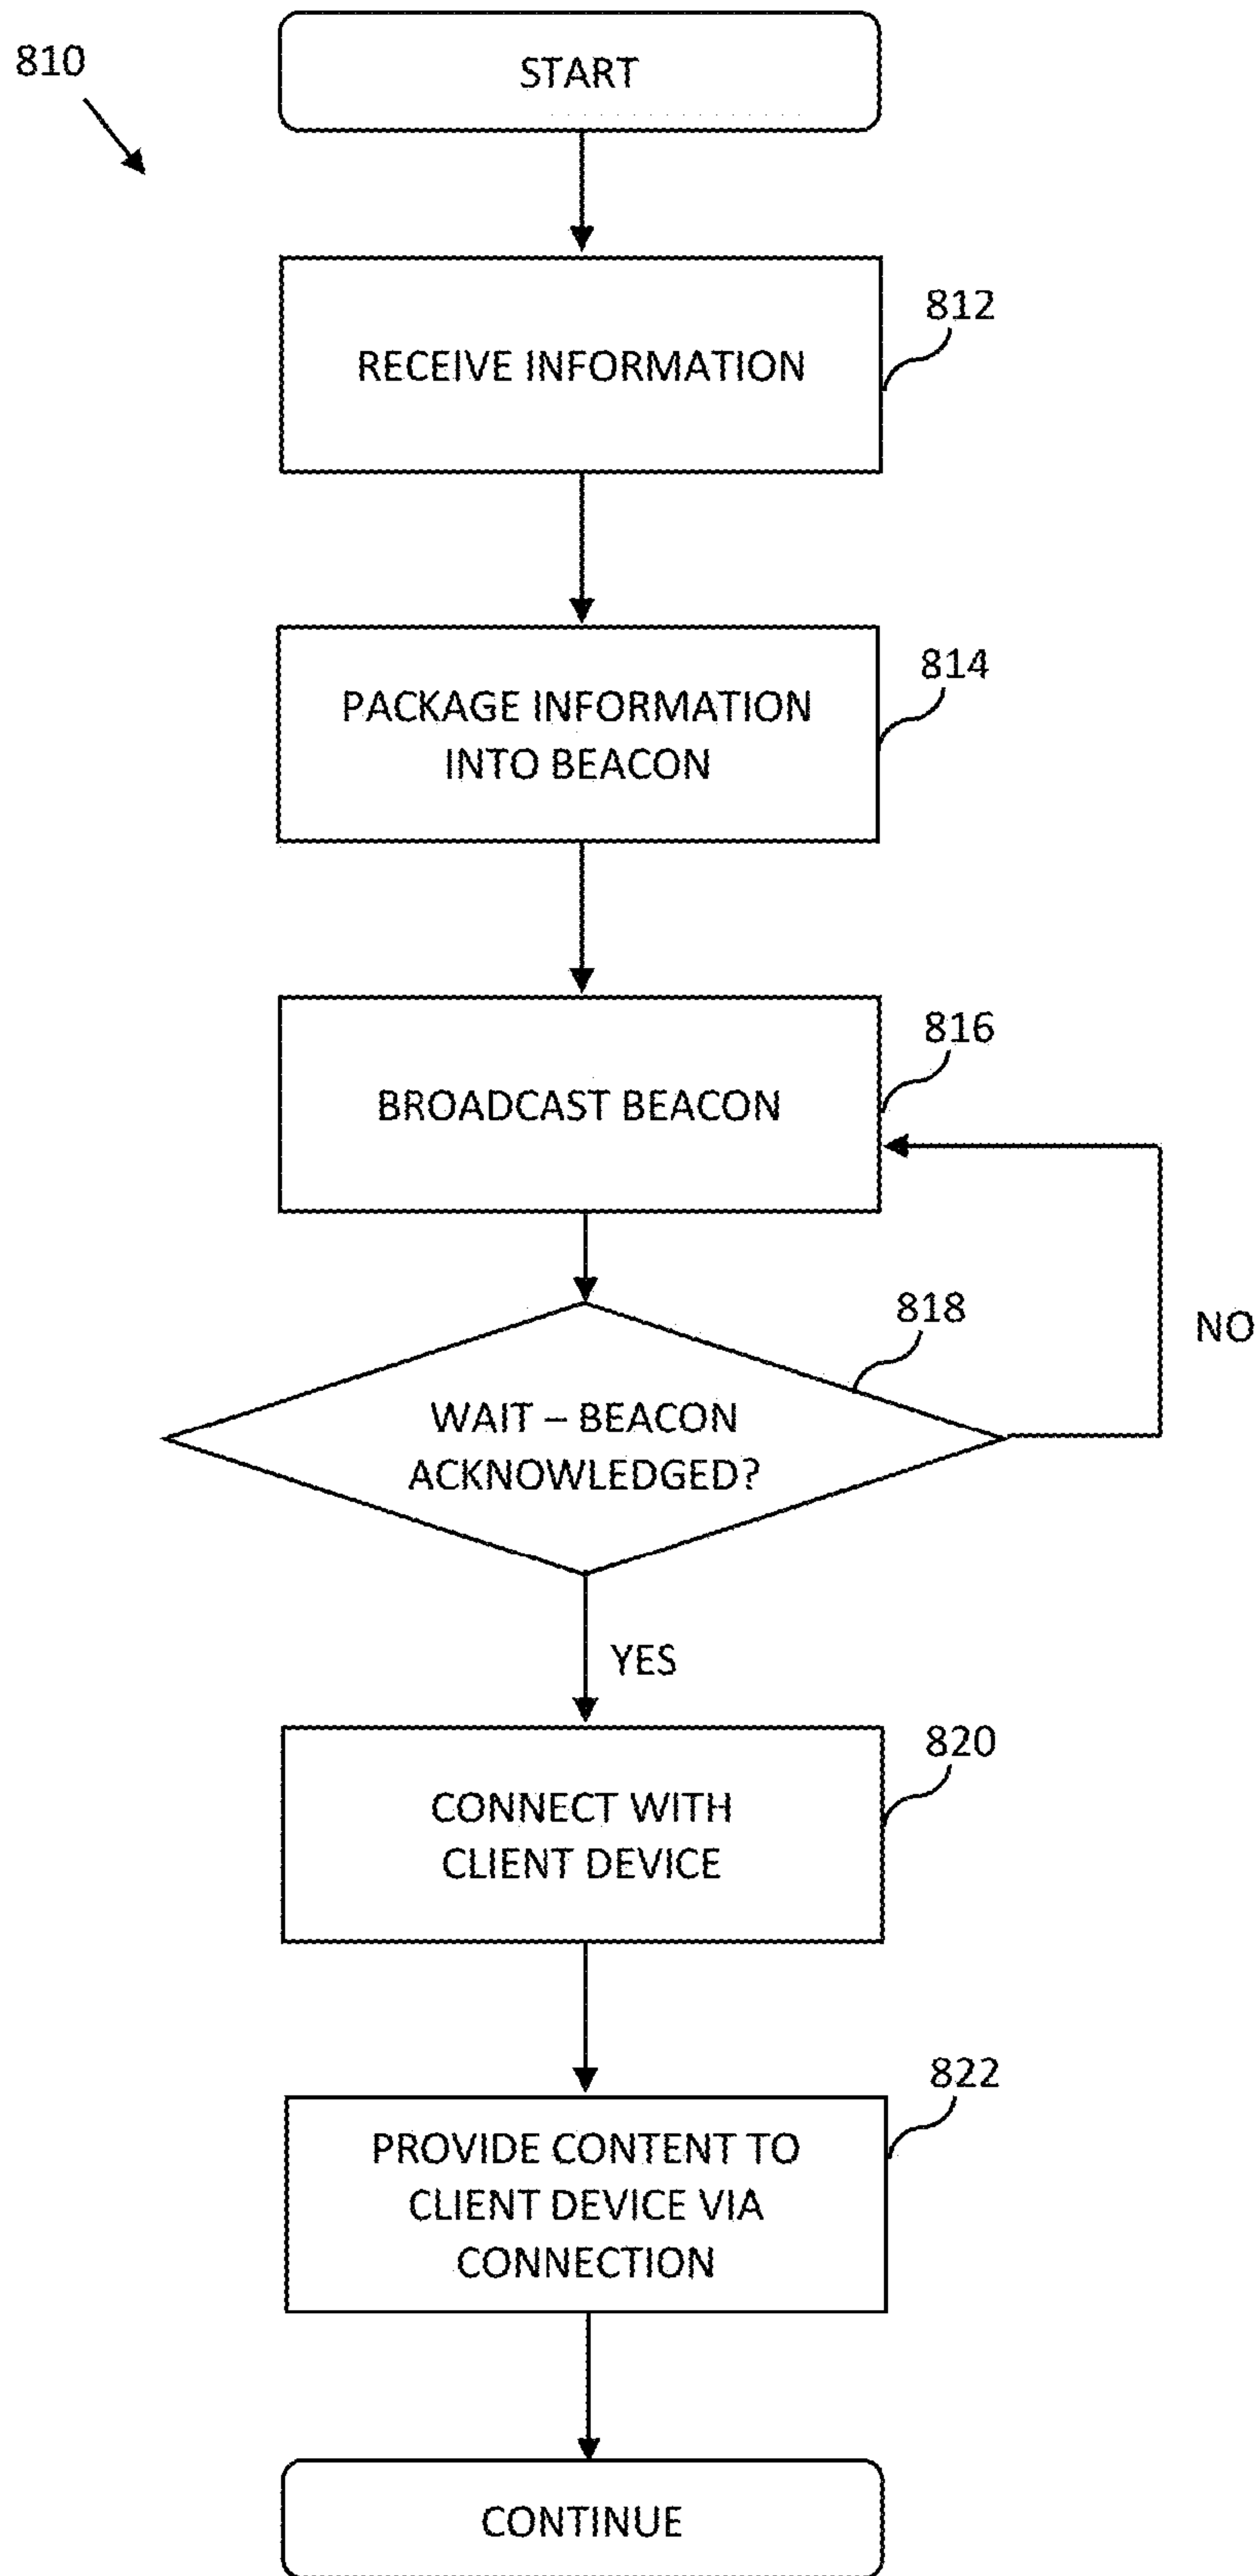 810
START
812
RECEIVE INFORMATION
814
PACKAGE INFORMATION
INTO BEACON
816
BROADCAST BEACON
818
NO
WAIT – BEACON
ACKNOWLEDGED?
YES
820
CONNECT WITH
CLIENT DEVICE
822
PROVIDE CONTENT TO
CLIENT DEVICE VIA
CONNECTION
CONTINUE